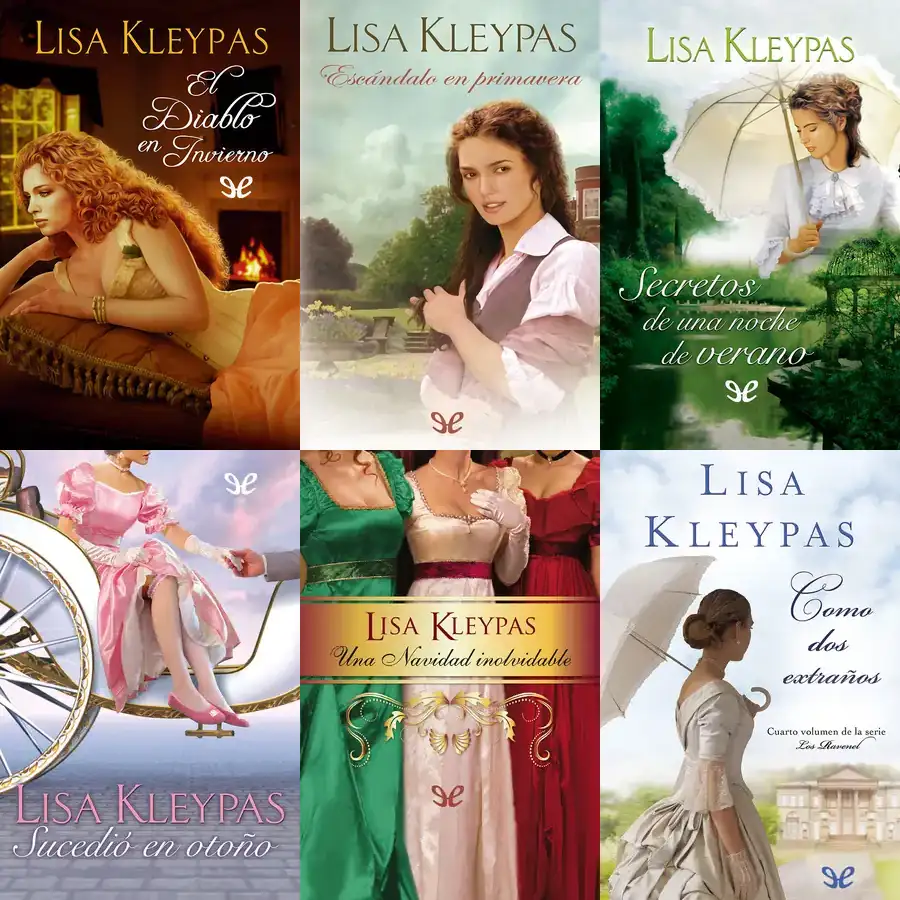 LISA KLEYPAS
El
Diablo
en
Invierno
LISA KLEYPAS
Escándalo en primavera
LISA KLEYPAS
Secretos
de una noche
de verano
LISA KLEYPAS
Sucedió en otoño
LISA KLEYPAS
Una Navidad inolvidable
LISA
KLEYPAS
Como
dos
extraños
Cuarto volumen de la serie
Los Ravenel